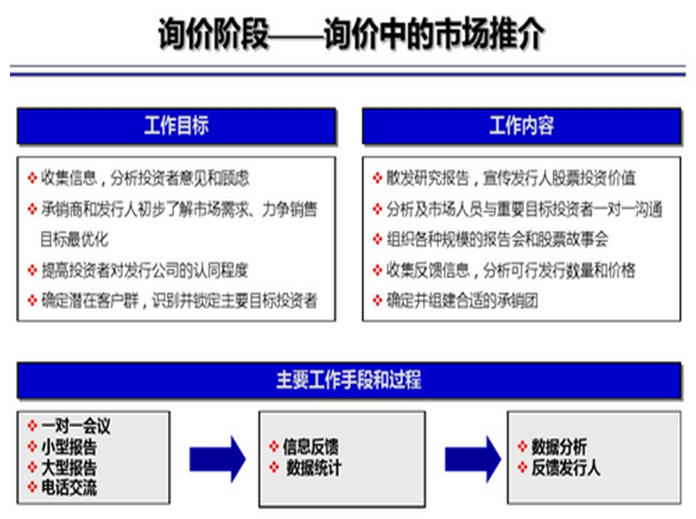 询价阶段——询价中的市场推介
工作目标
收集信息，分析投资者意见和顾虑
承销商和发行人初步了解市场需求、力争销售
目标最优化
提高投资者对发行公司的认同程度
确定潜在客户群，识别并锁定主要目标投资者
工作内容
散发研究报告，宣传发行人股票投资价值
分析及市场人员与重要目标投资者一对一沟通
组织各种规模的报告会和股票故事会
收集反馈信息，分析可行发行数量和价格
确定并组建合适的承销团
主要工作手段和过程
一对一会议
小型报告
大型报告
电话交流
信息反馈
数据统计
数据分析
反馈发行人